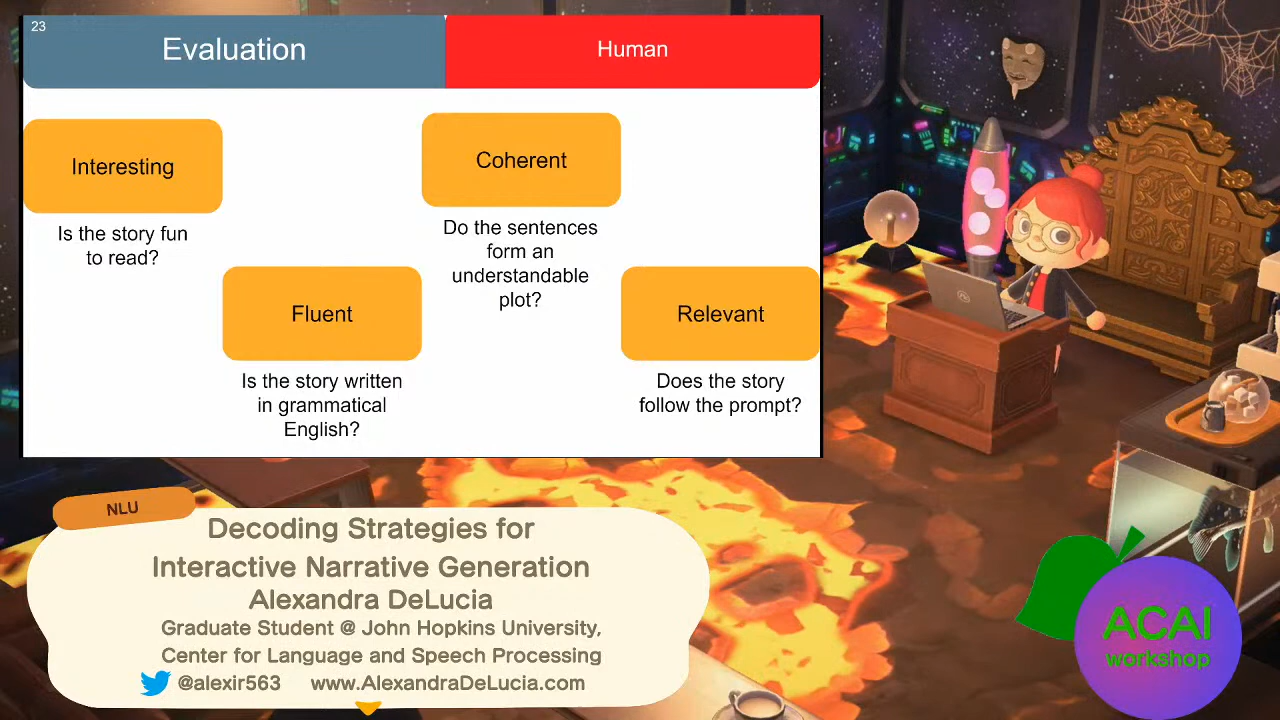 23
Evaluation
Human
Interesting
Is the story fun
to read?
Fluent
Is the story written
in grammatical
English?
Coherent
Do the sentences
form an
understandable
plot?
Relevant
Does the story
follow the prompt?
NLU
Decoding Strategies for
Interactive Narrative Generation
Alexandra DeLucia
Graduate Student @ John Hopkins University,
Center for Language and Speech Processing
@alexir563 www.AlexandraDeLucia.com
ACAI
workshop